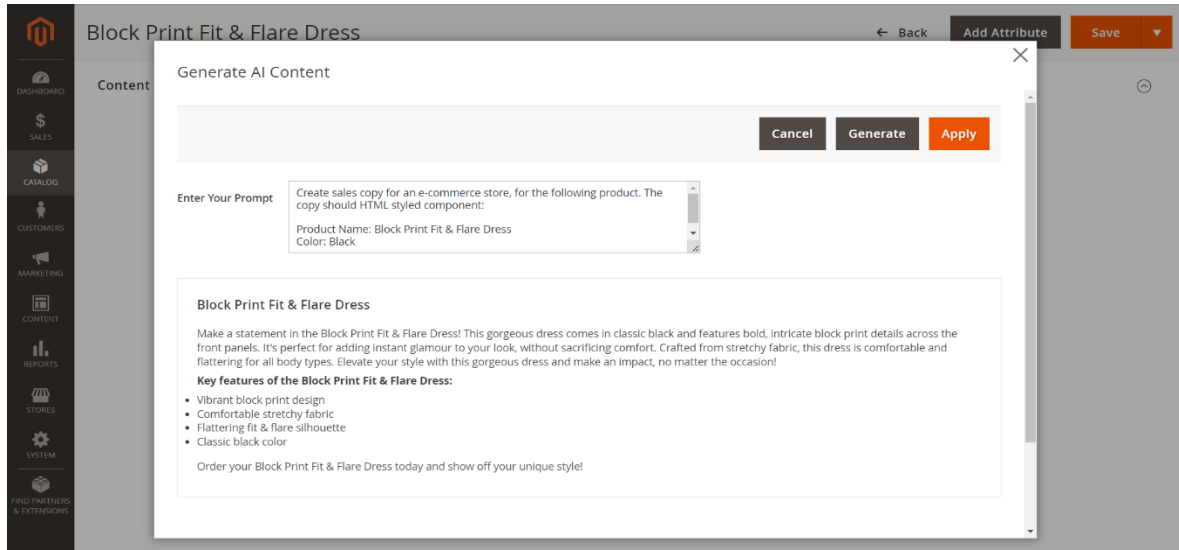 Block Print Fit & Flare Dress
← Back
Add Attribute
Save
DASHBOARD
SALES
CATALOG
CUSTOMERS
MARKETING
CONTENT
REPORTS
STORES
SYSTEM
FIND PARTNERS
& EXTENSIONS
Content
Generate AI Content
Cancel
Generate
Apply
Enter Your Prompt
Create sales copy for an e-commerce store, for the following product. The
copy should HTML styled component:
Product Name: Block Print Fit & Flare Dress
Color: Black
Block Print Fit & Flare Dress
Make a statement in the Block Print Fit & Flare Dress! This gorgeous dress comes in classic black and features bold, intricate block print details across the
front panels. It's perfect for adding instant glamour to your look, without sacrificing comfort. Crafted from stretchy fabric, this dress is comfortable and
flattering for all body types. Elevate your style with this gorgeous dress and make an impact, no matter the occasion!
Key features of the Block Print Fit & Flare Dress:
• Vibrant block print design
• Comfortable stretchy fabric
• Flattering fit & flare silhouette
• Classic black color
Order your Block Print Fit & Flare Dress today and show off your unique style!